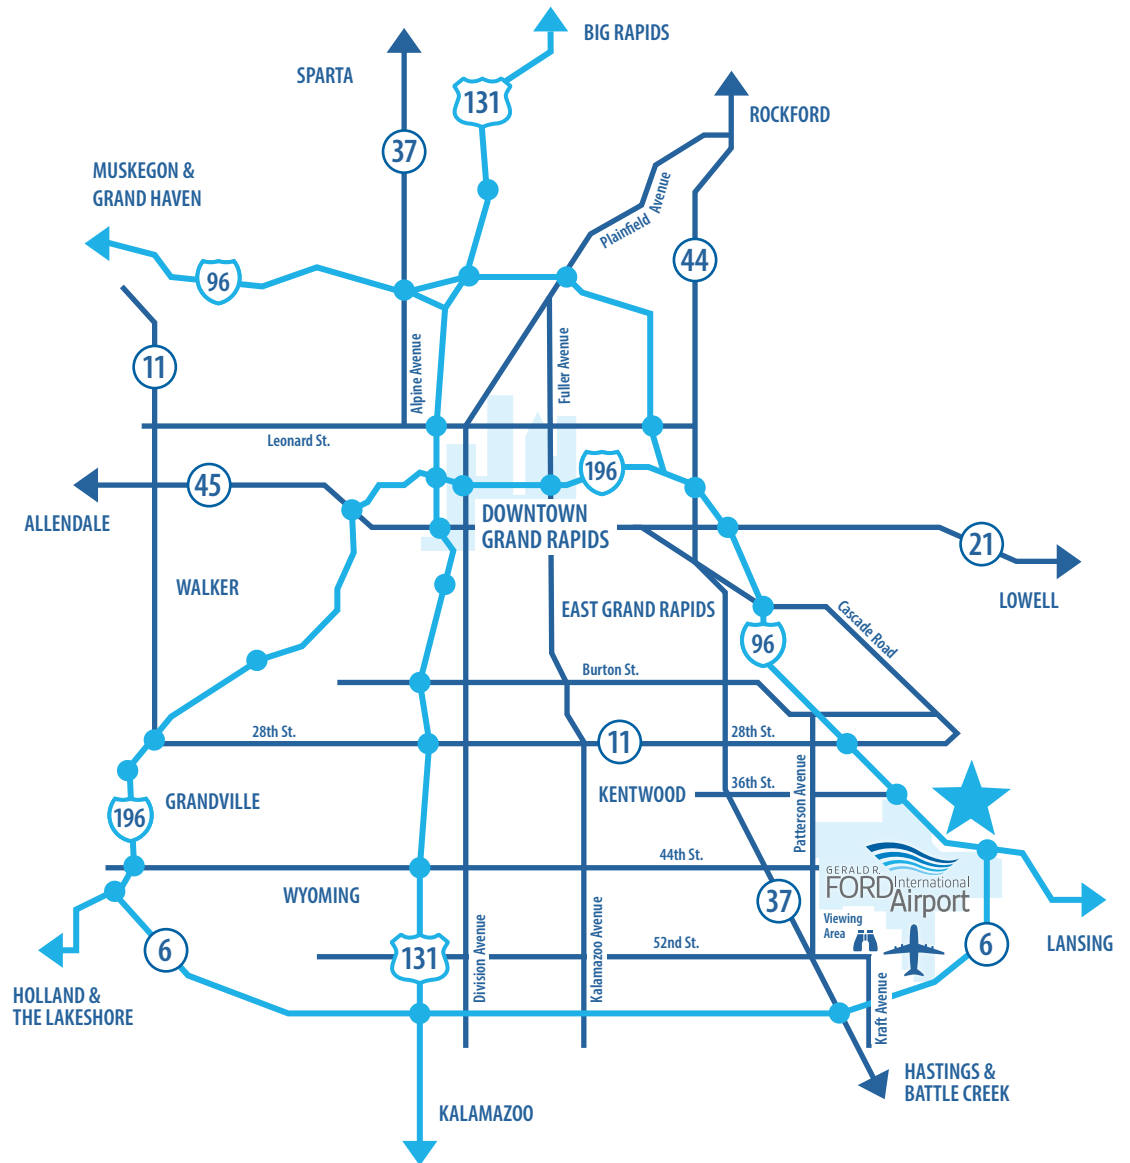 BIG RAPIDS
SPARTA
131
ROCKFORD
37
MUSKEGON &
GRAND HAVEN
Plainfield Avenue
44
96
11
Alpine Avenue
Fuller Avenue
Leonard St.
196
45
ALLENDALE
DOWNTOWN
GRAND RAPIDS
21
WALKER
LOWELL
EAST GRAND RAPIDS
Cascade Road
96
Burton St.
28th St.
11
28th St.
36th St.
KENTWOOD
Patterson Avenue
GRANDVILLE
196
44th St.
GERALD R.
FORD International
Airport
WYOMING
37
Viewing
Area
Division Avenue
Kalamazoo Avenue
52nd St.
6
131
6
LANSING
HOLLAND &
THE LAKESHORE
Kraft Avenue
HASTINGS &
BATTLE CREEK
KALAMAZOO